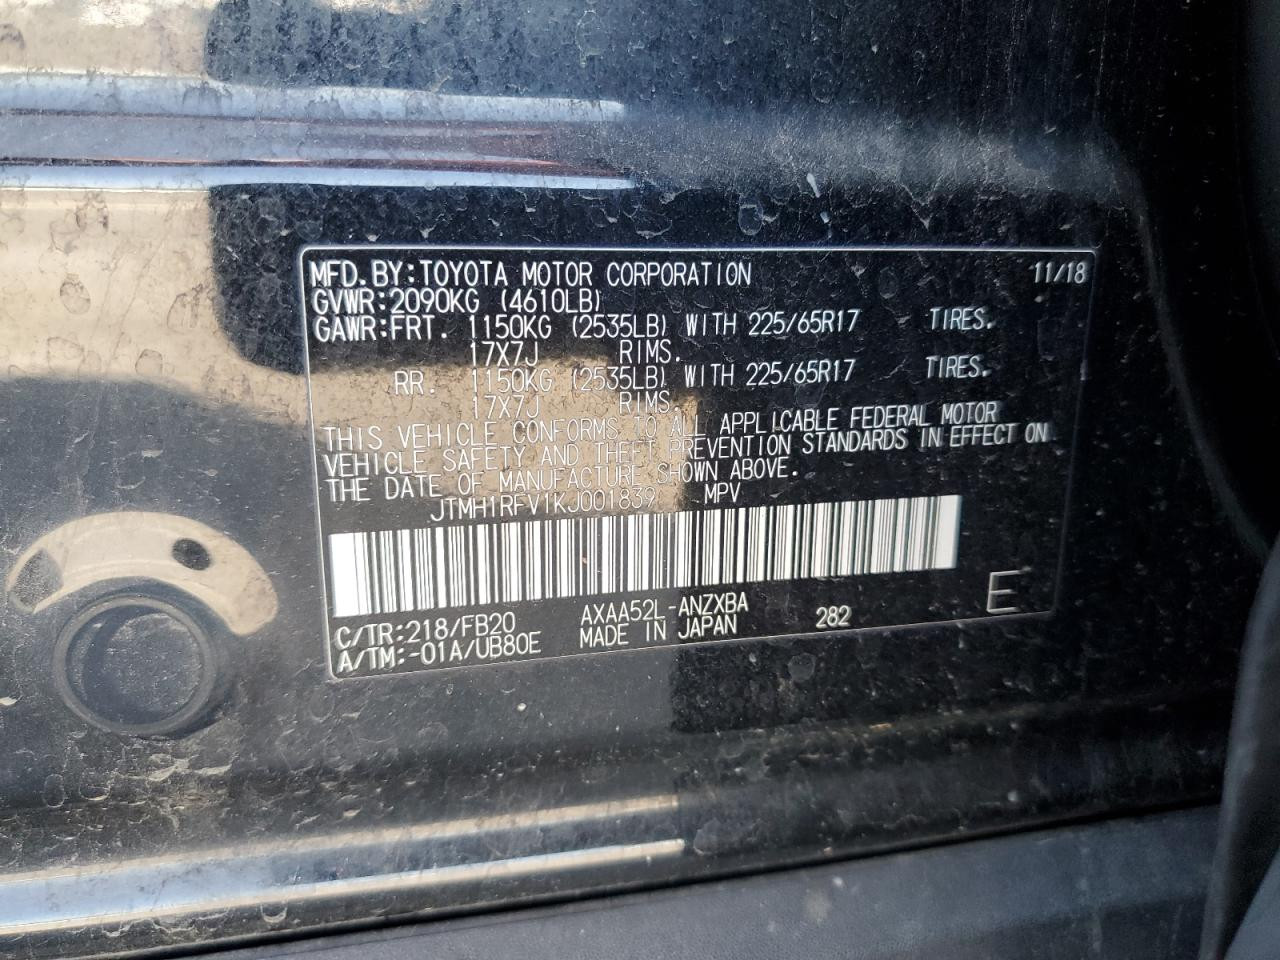 MFD.BY:TOYOTA MOTOR CORPORATION 11/18
GVWR:2090KG (4610LB)
GAWR:FRT. 1150KG (2535LB) WITH 225/65R17 TIRES.
17X7J RIMS.
RR. 1150KG (2535LB) WITH 225/65R17 TIRES.
17X7J RIMS.
THIS VEHICLE CONFORMS TO ALL APPLICABLE FEDERAL MOTOR
VEHICLE SAFETY AND THEFT PREVENTION STANDARDS IN EFFECT ON
THE DATE OF MANUFACTURE SHOWN ABOVE.
JTMH1RFV1KJ001839 MPV
C/TR:218/FB20 AXAA52L-ANZXBA
A/TM:-01A/UB80E MADE IN JAPAN 282 E